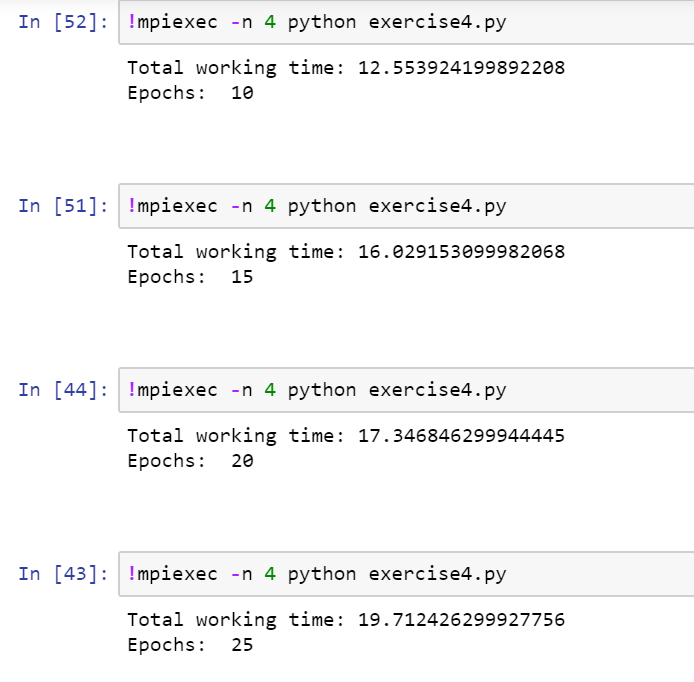 In [52]: !mpiexec -n 4 python exercise4.py
Total working time: 12.553924199892208
Epochs:  10
In [51]: !mpiexec -n 4 python exercise4.py
Total working time: 16.029153099982068
Epochs:  15
In [44]: !mpiexec -n 4 python exercise4.py
Total working time: 17.346846299944445
Epochs:  20
In [43]: !mpiexec -n 4 python exercise4.py
Total working time: 19.712426299927756
Epochs:  25